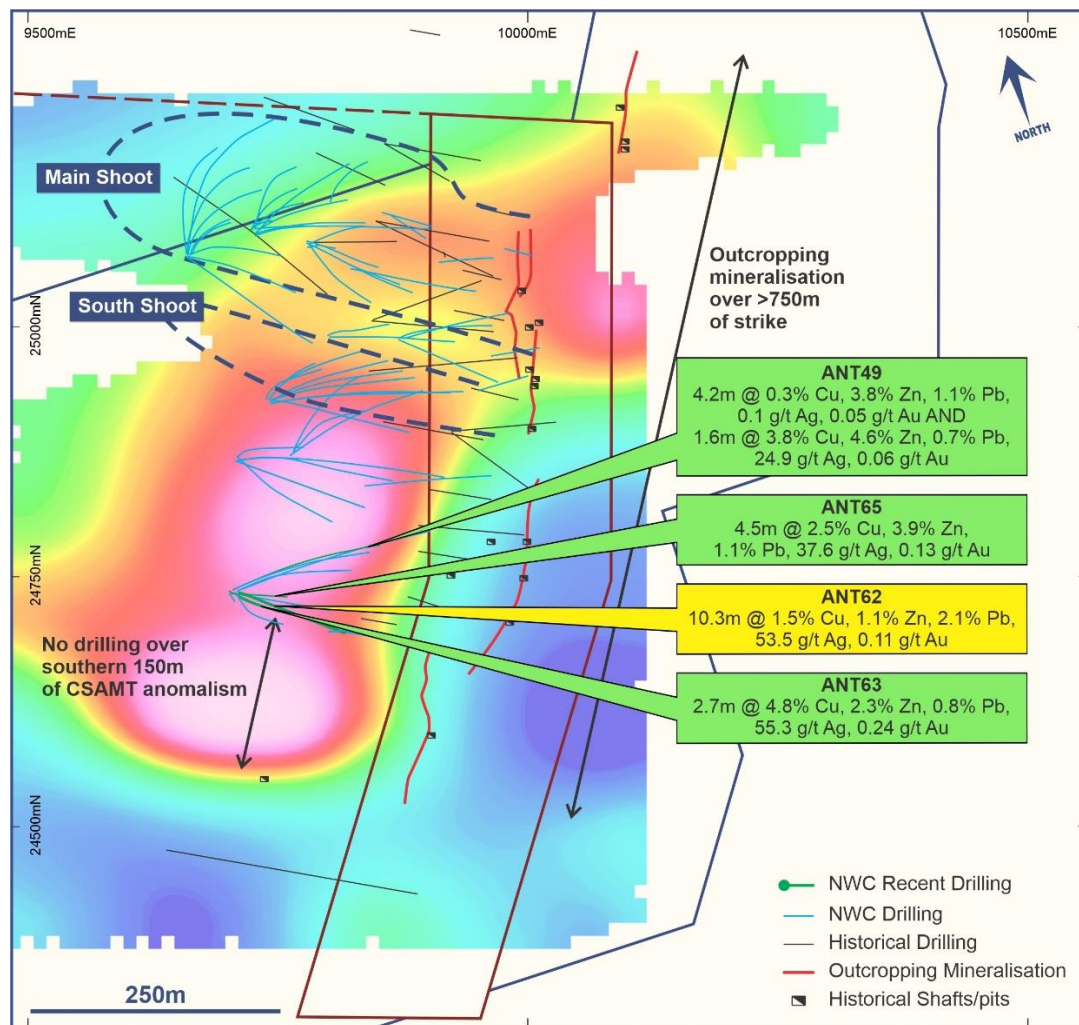 9500mE
10000mE
10500mE
NORTH
Main Shoot
South Shoot
25000mN
24750mN
24500mN
Outcropping
mineralisation
over >750m
of strike
ANT49
4.2m @ 0.3% Cu, 3.8% Zn, 1.1% Pb,
0.1 g/t Ag, 0.05 g/t Au AND
1.6m @ 3.8% Cu, 4.6% Zn, 0.7% Pb,
24.9 g/t Ag, 0.06 g/t Au
ANT65
4.5m @ 2.5% Cu, 3.9% Zn,
1.1% Pb, 37.6 g/t Ag, 0.13 g/t Au
ANT62
10.3m @ 1.5% Cu, 1.1% Zn, 2.1% Pb,
53.5 g/t Ag, 0.11 g/t Au
ANT63
2.7m @ 4.8% Cu, 2.3% Zn, 0.8% Pb,
55.3 g/t Ag, 0.24 g/t Au
No drilling over
southern 150m
of CSAMT anomalism
NWC Recent Drilling
NWC Drilling
Historical Drilling
Outcropping Mineralisation
Historical Shafts/pits
250m